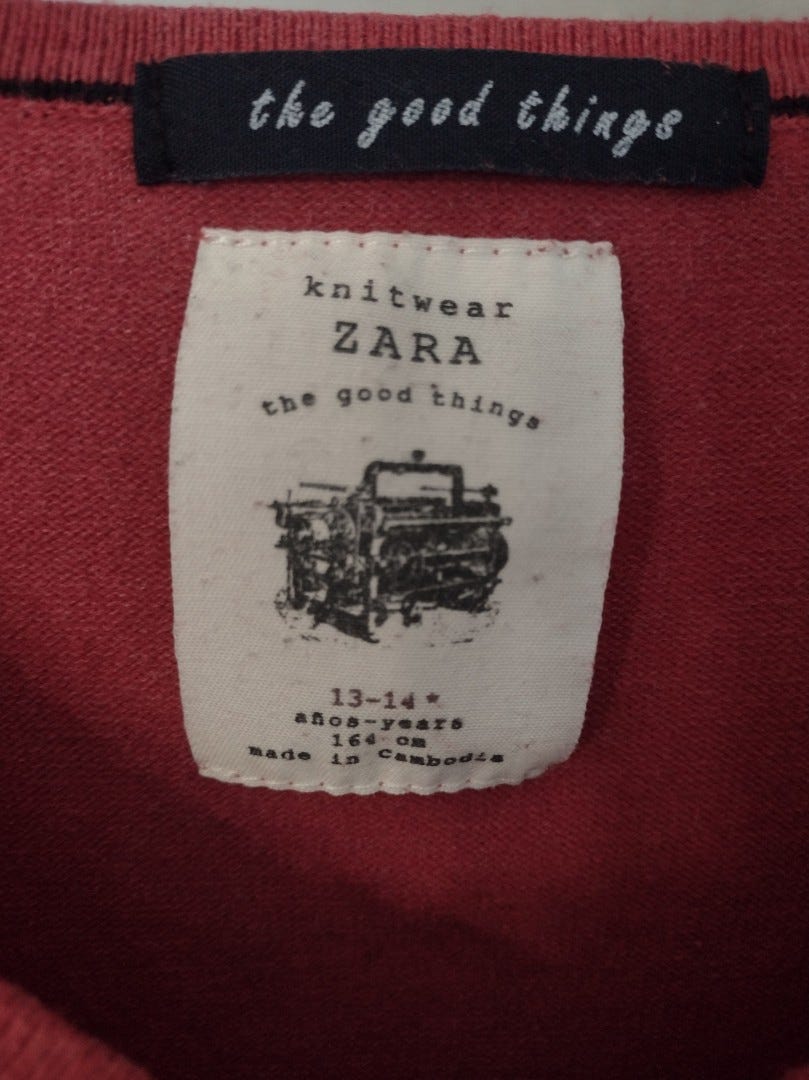 the good things
knitwear
ZARA
the good things
13-14*
años-years
164 cm
made in Cambodia